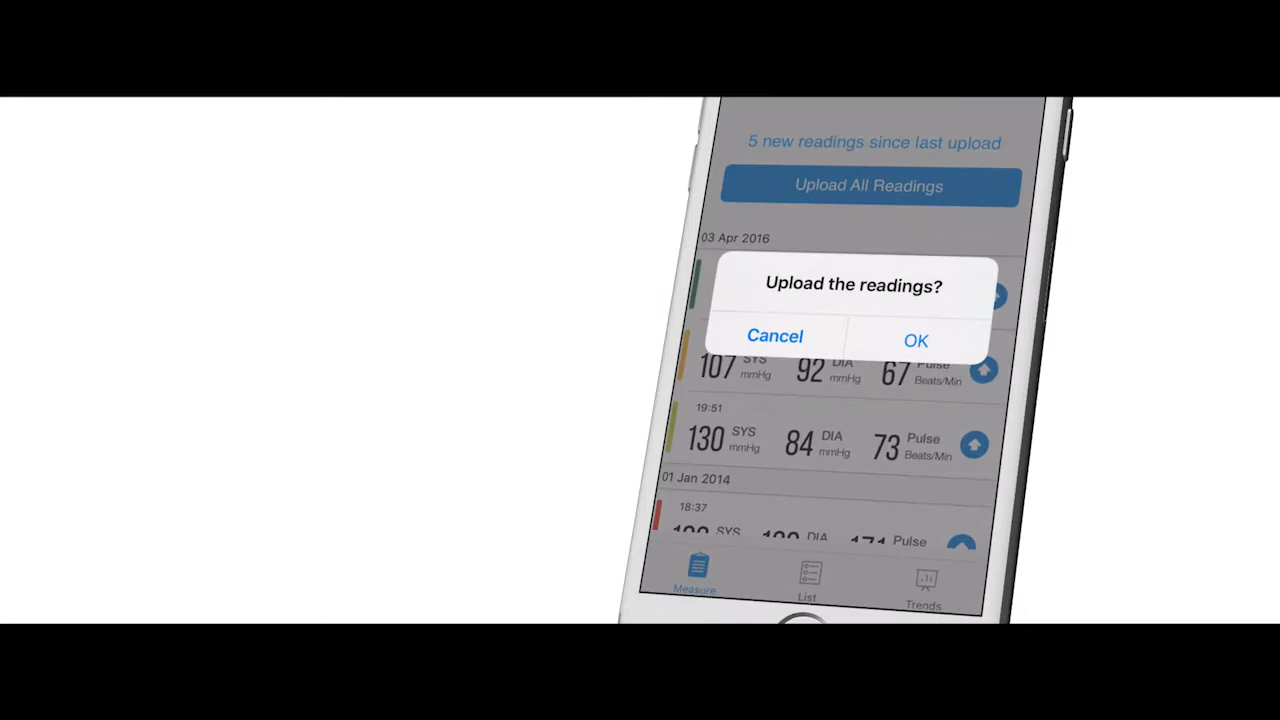 5 new readings since last upload
Upload All Readings
03 Apr 2016
Upload the readings?
Cancel OK
107 SYS mmHg 92 DIA mmHg 67 Pulse Beats/Min
19:51
130 SYS mmHg 84 DIA mmHg 73 Pulse Beats/Min
01 Jan 2014
18:37
SYS DIA Pulse
Measure List Trends